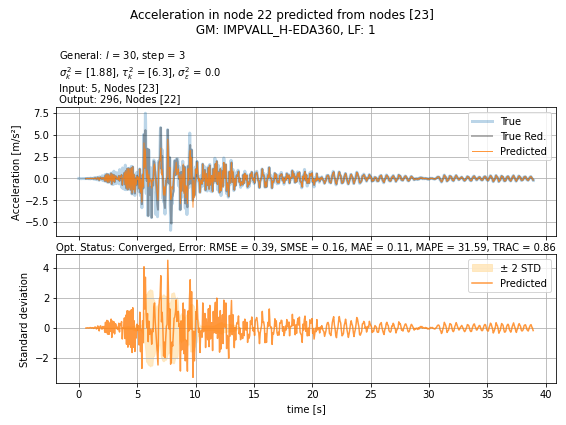 Acceleration in node 22 predicted from nodes [23]
GM: IMPVALL_H-EDA360, LF: 1
General: l = 30, step = 3
σ²ₖ = [1.88], τ²ₖ = [6.3], σ²ε = 0.0
Input: 5, Nodes [23]
Output: 296, Nodes [22]
Acceleration [m/s²]
7.5
5.0
2.5
0.0
−2.5
−5.0
True
True Red.
Predicted
Opt. Status: Converged, Error: RMSE = 0.39, SMSE = 0.16, MAE = 0.11, MAPE = 31.59, TRAC = 0.86
Standard deviation
4
2
0
−2
± 2 STD
Predicted
0 5 10 15 20 25 30 35 40
time [s]